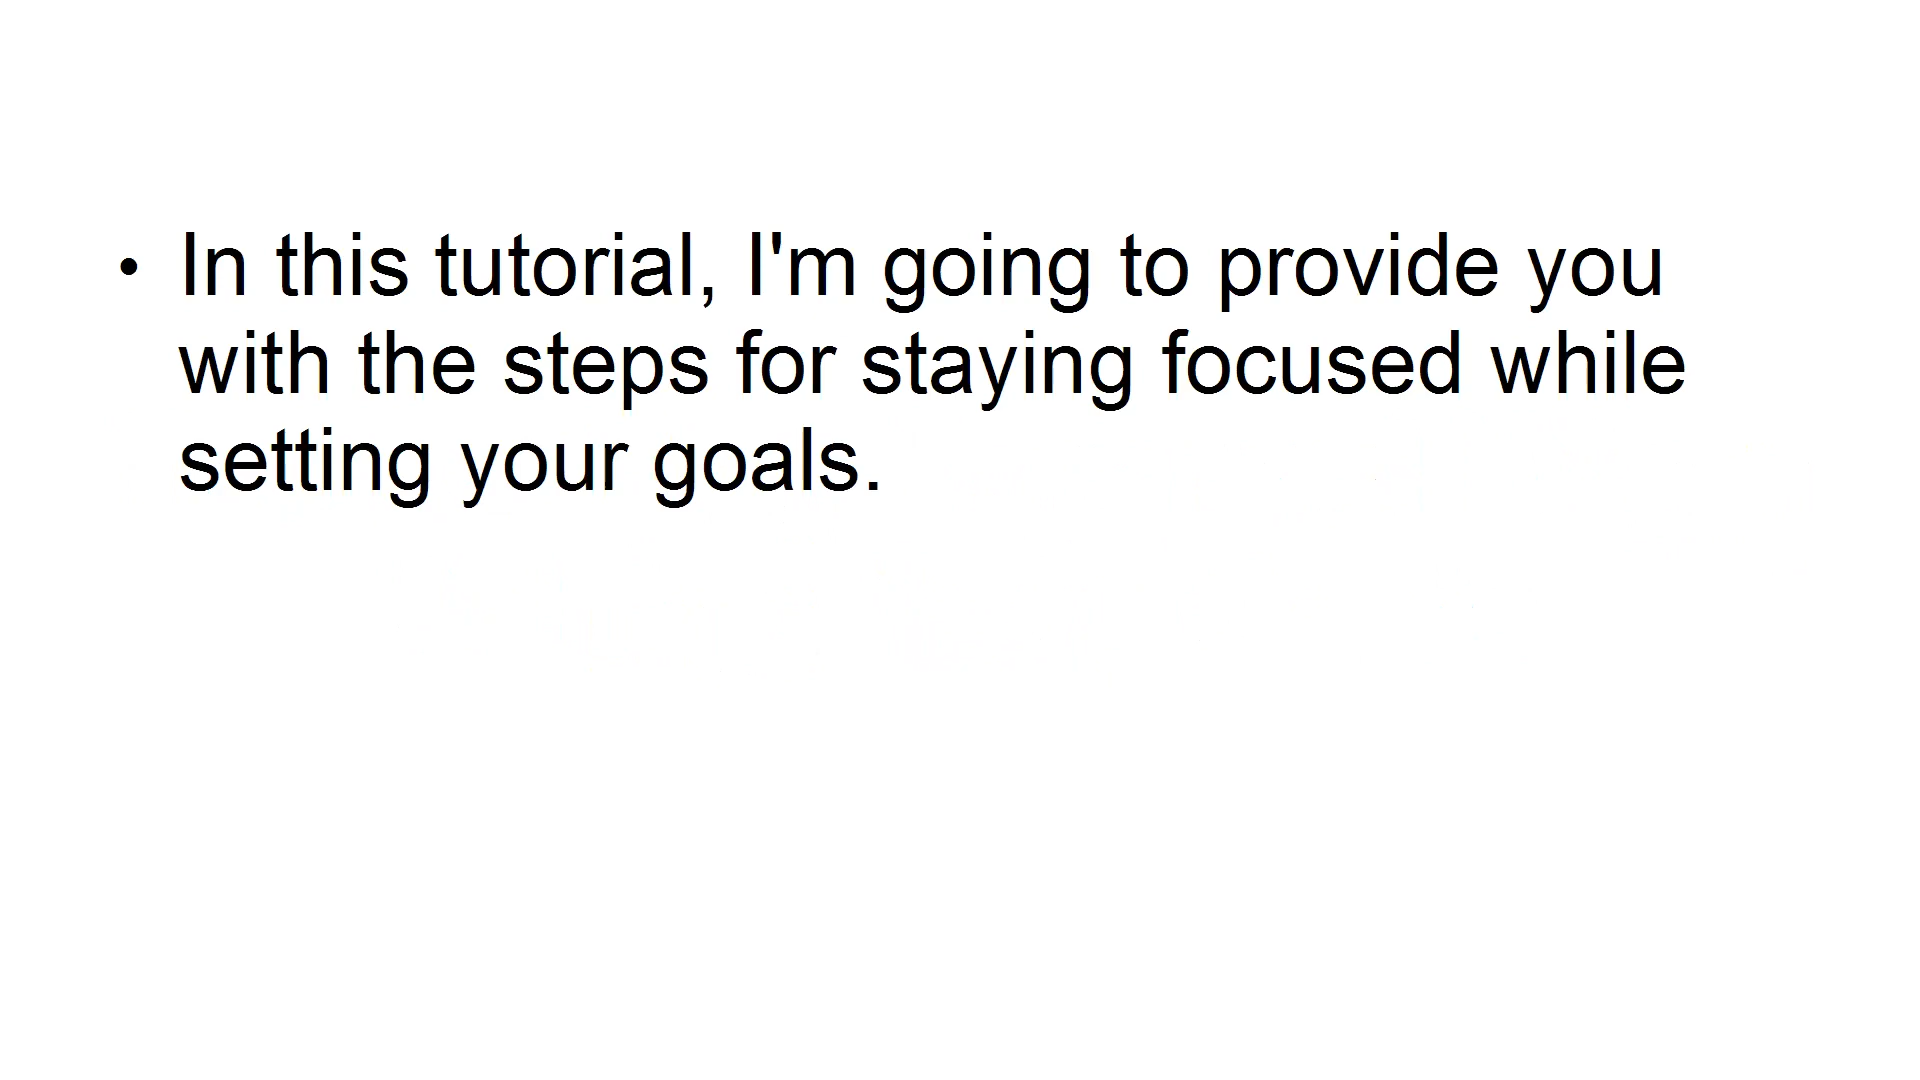 • In this tutorial, I'm going to provide you
with the steps for staying focused while
setting your goals.